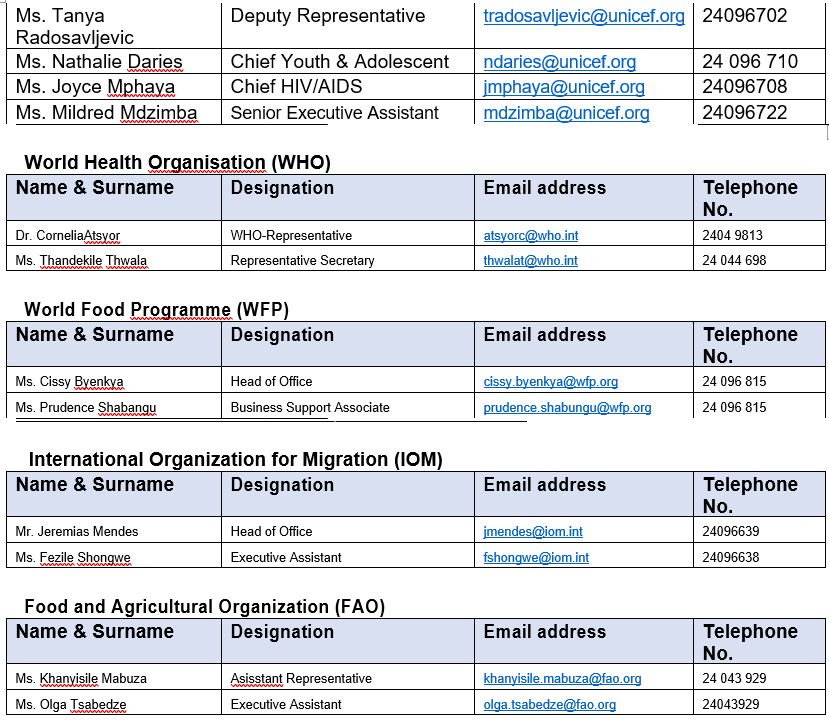 Ms. Tanya Deputy Representative tradosavljevic@unicef.org 24096702
Radosavljevic
Ms. Nathalie Daries Chief Youth & Adolescent ndaries@unicef.org 24 096 710
Ms. Joyce Mphaya Chief HIV/AIDS jmphaya@unicef.org 24096708
Ms. Mildred Mdzimba Senior Executive Assistant mdzimba@unicef.org 24096722
World Health Organisation (WHO)
Name & Surname Designation Email address Telephone
No.
Dr. CorneliaAtsyor WHO-Representative atsyorc@who.int 2404 9813
Ms. Thandekile Thwala Representative Secretary thwalat@who.int 24 044 698
World Food Programme (WFP)
Name & Surname Designation Email address Telephone
No.
Ms. Cissy Byenkya Head of Office cissy.byenkya@wfp.org 24 096 815
Ms. Prudence Shabangu Business Support Associate prudence.shabungu@wfp.org 24 096 815
International Organization for Migration (IOM)
Name & Surname Designation Email address Telephone
No.
Mr. Jeremias Mendes Head of Office jmendes@iom.int 24096639
Ms. Fezile Shongwe Executive Assistant fshongwe@iom.int 24096638
Food and Agricultural Organization (FAO)
Name & Surname Designation Email address Telephone
No.
Ms. Khanyisile Mabuza Asisstant Representative khanyisile.mabuza@fao.org 24 043 929
Ms. Olga Tsabedze Executive Assistant olga.tsabedze@fao.org 24043929